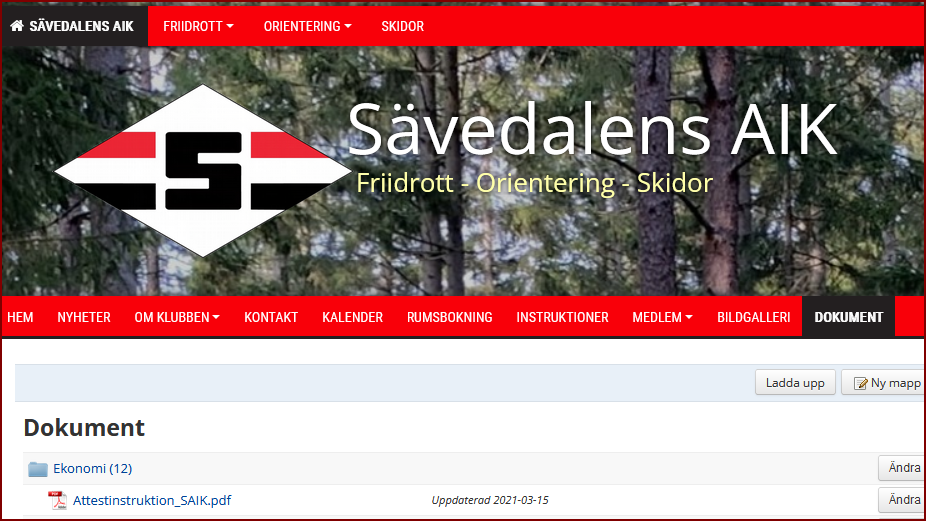 SÄVEDALENS AIK FRIIDROTT ORIENTERING SKIDOR
S
Sävedalens AIK
Friidrott - Orientering - Skidor
HEM NYHETER OM KLUBBEN KONTAKT KALENDER RUMSBOKNING INSTRUKTIONER MEDLEM BILDGALLERI DOKUMENT
Ladda upp Ny mapp
Dokument
Ekonomi (12) Ändra
Attestinstruktion_SAIK.pdf Uppdaterad 2021-03-15 Ändra